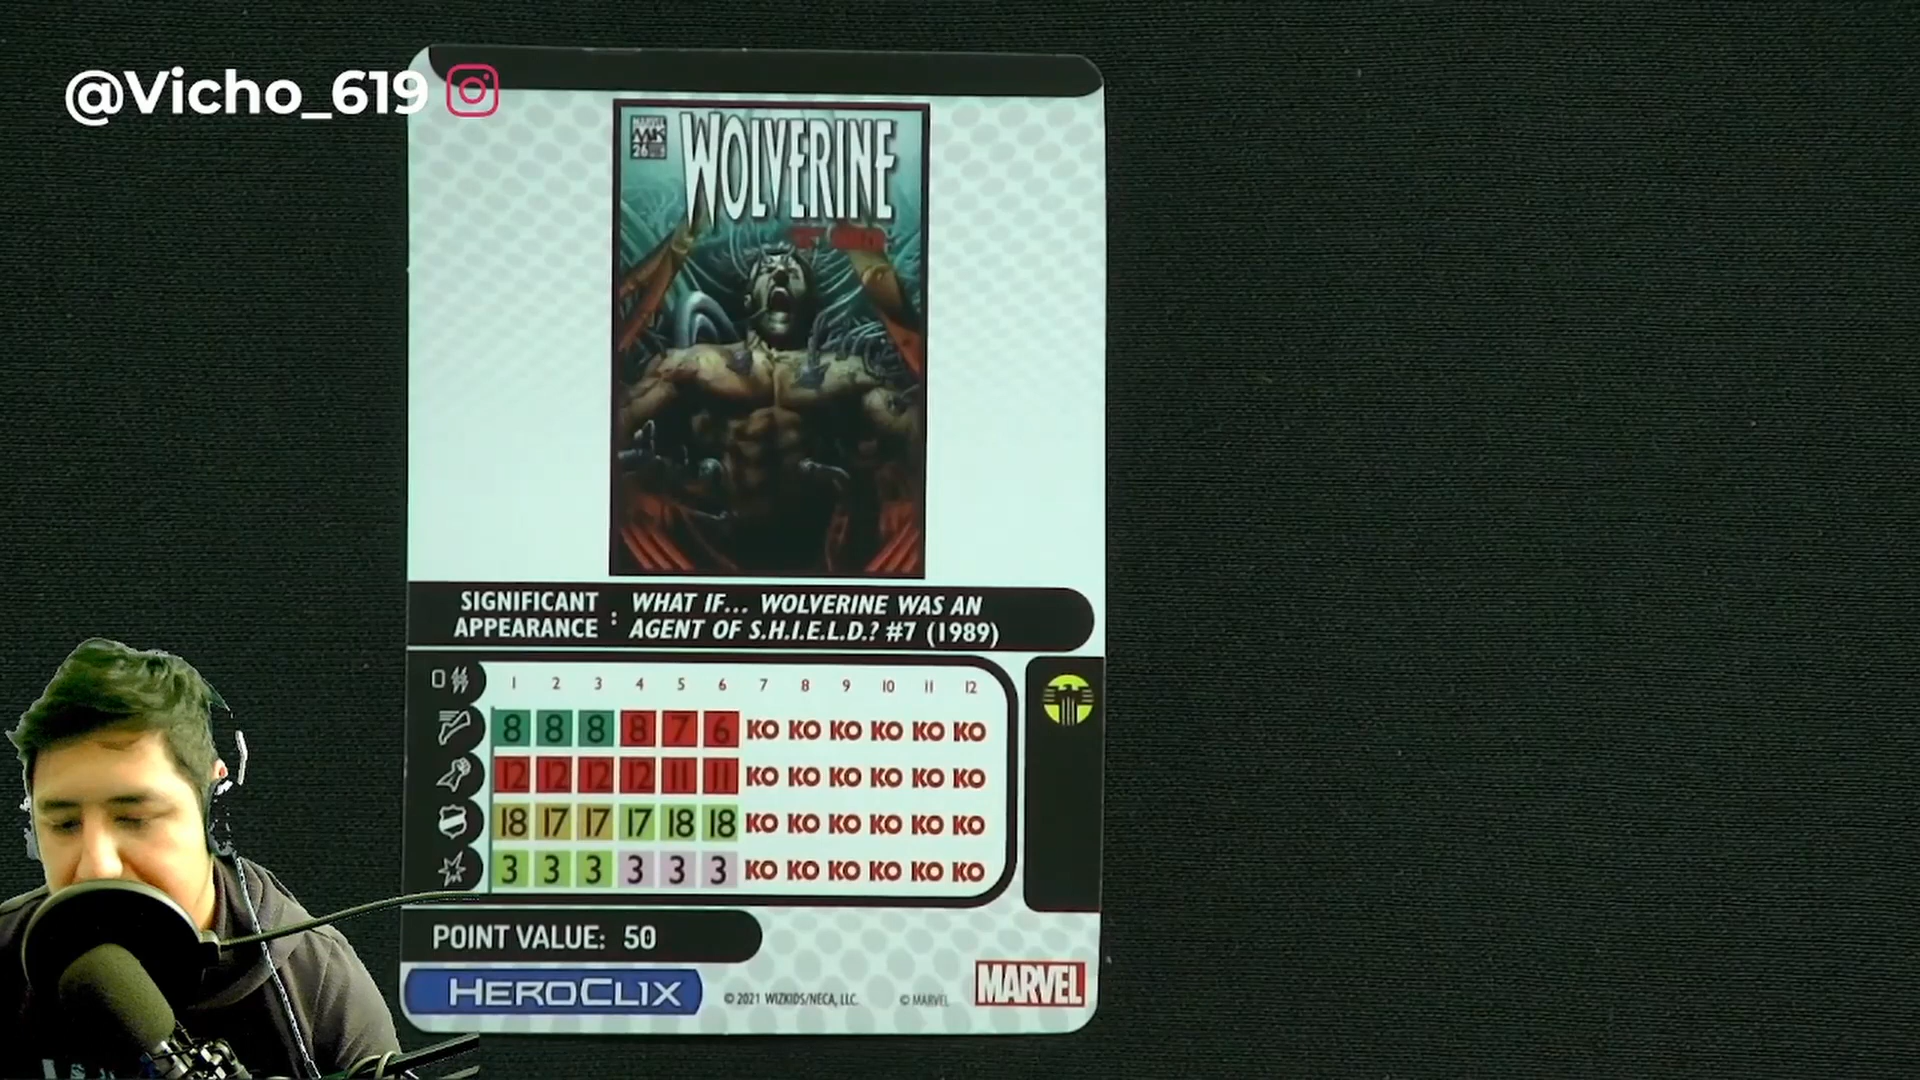 @Vicho_619
MARVEL
MK
26
WOLVERINE
SIGNIFICANT APPEARANCE : WHAT IF... WOLVERINE WAS AN
AGENT OF S.H.I.E.L.D.? #7 (1989)
0 1 2 3 4 5 6 7 8 9 10 11 12
8 8 8 8 7 6 KO KO KO KO KO KO
12 12 12 12 11 11 KO KO KO KO KO KO
18 17 17 17 18 18 KO KO KO KO KO KO
3 3 3 3 3 3 KO KO KO KO KO KO
POINT VALUE: 50
HEROCLIX
© 2021 WIZKIDS/NECA, LLC.
© MARVEL
MARVEL